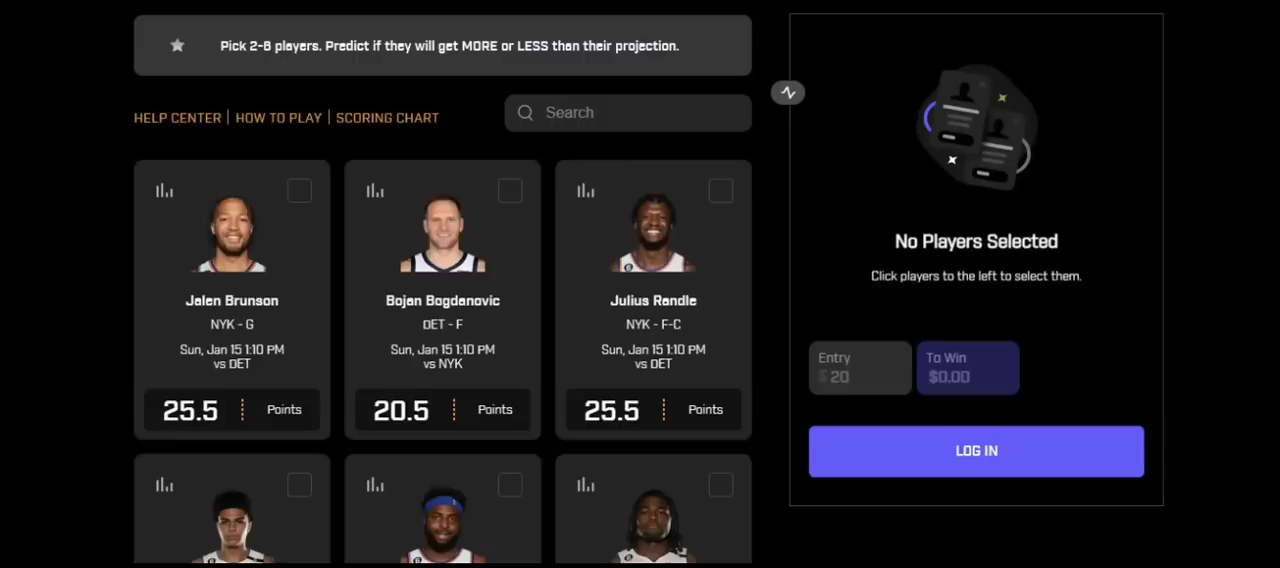 Pick 2-6 players. Predict if they will get MORE or LESS than their projection.
HELP CENTER | HOW TO PLAY | SCORING CHART
Search
Jalen Brunson
NYK - G
Sun, Jan 15 1:10 PM
vs DET
25.5 Points
Bojan Bogdanovic
DET - F
Sun, Jan 15 1:10 PM
vs NYK
20.5 Points
Julius Randle
NYK - F-C
Sun, Jan 15 1:10 PM
vs DET
25.5 Points
No Players Selected
Click players to the left to select them.
Entry
$ 20
To Win
$0.00
LOG IN